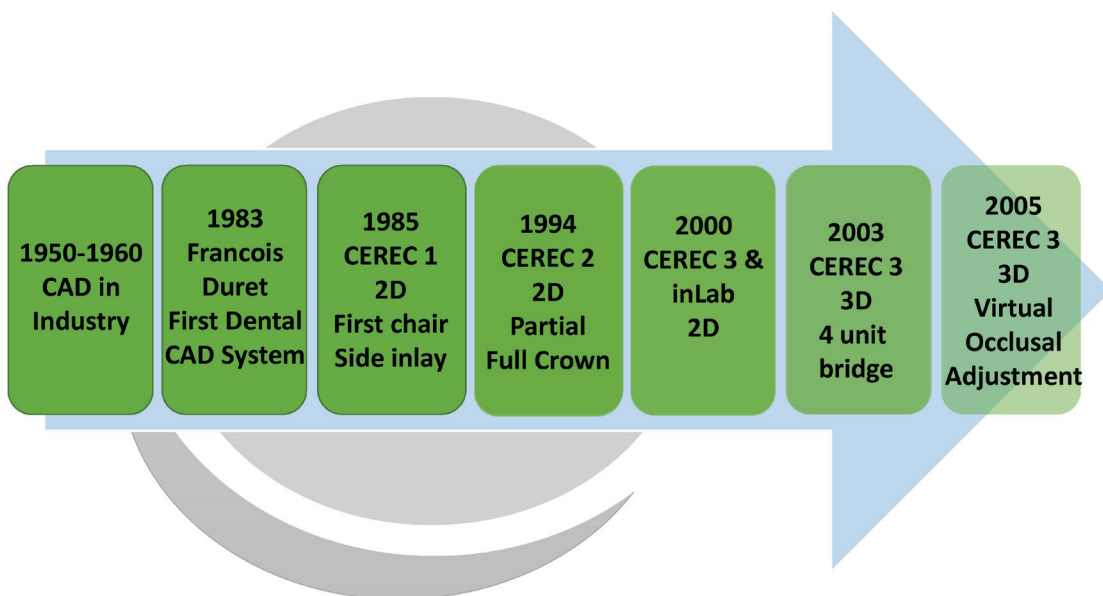 1950-1960
CAD in
Industry
1983
Francois
Duret
First Dental
CAD System
1985
CEREC 1
2D
First chair
Side inlay
1994
CEREC 2
2D
Partial
Full Crown
2000
CEREC 3 &
inLab
2D
2003
CEREC 3
3D
4 unit
bridge
2005
CEREC 3
3D
Virtual
Occlusal
Adjustment